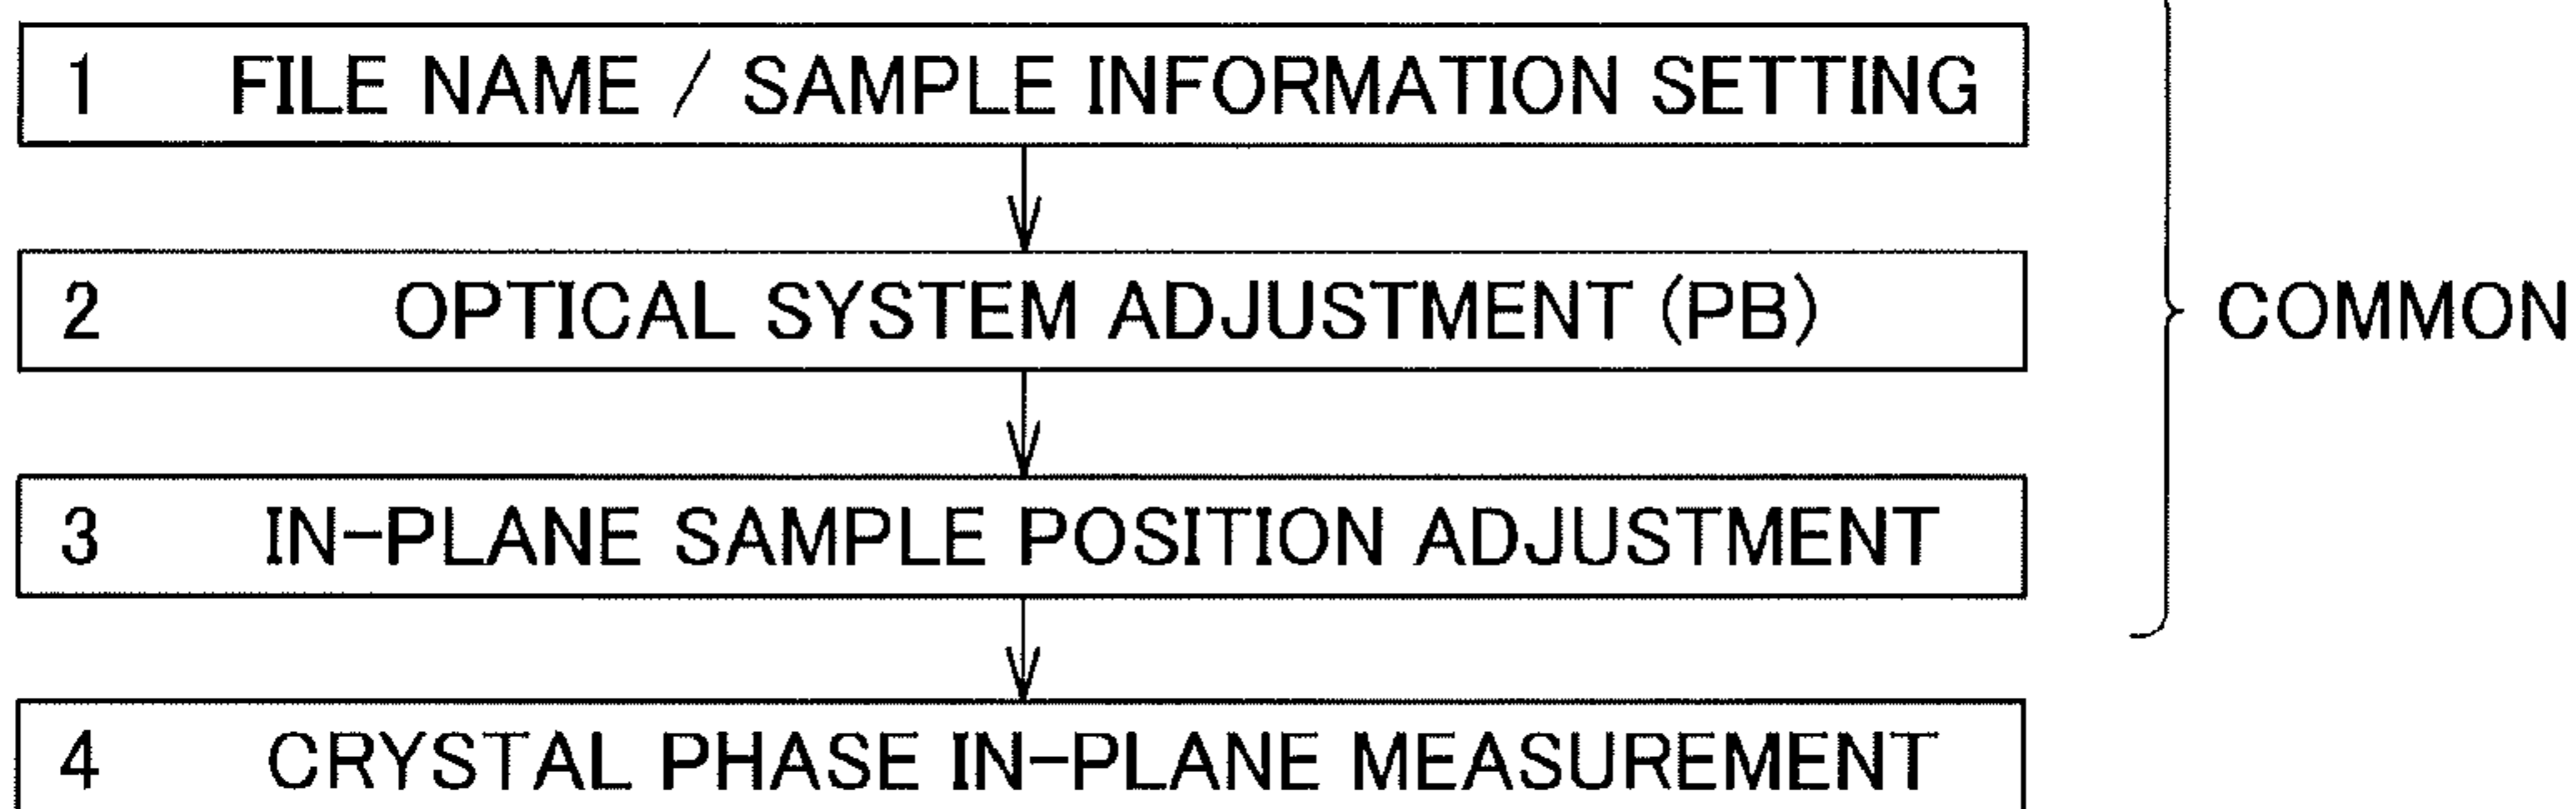 1 FILE NAME / SAMPLE INFORMATION SETTING
2 OPTICAL SYSTEM ADJUSTMENT (PB)
COMMON
3 IN-PLANE SAMPLE POSITION ADJUSTMENT
4 CRYSTAL PHASE IN-PLANE MEASUREMENT